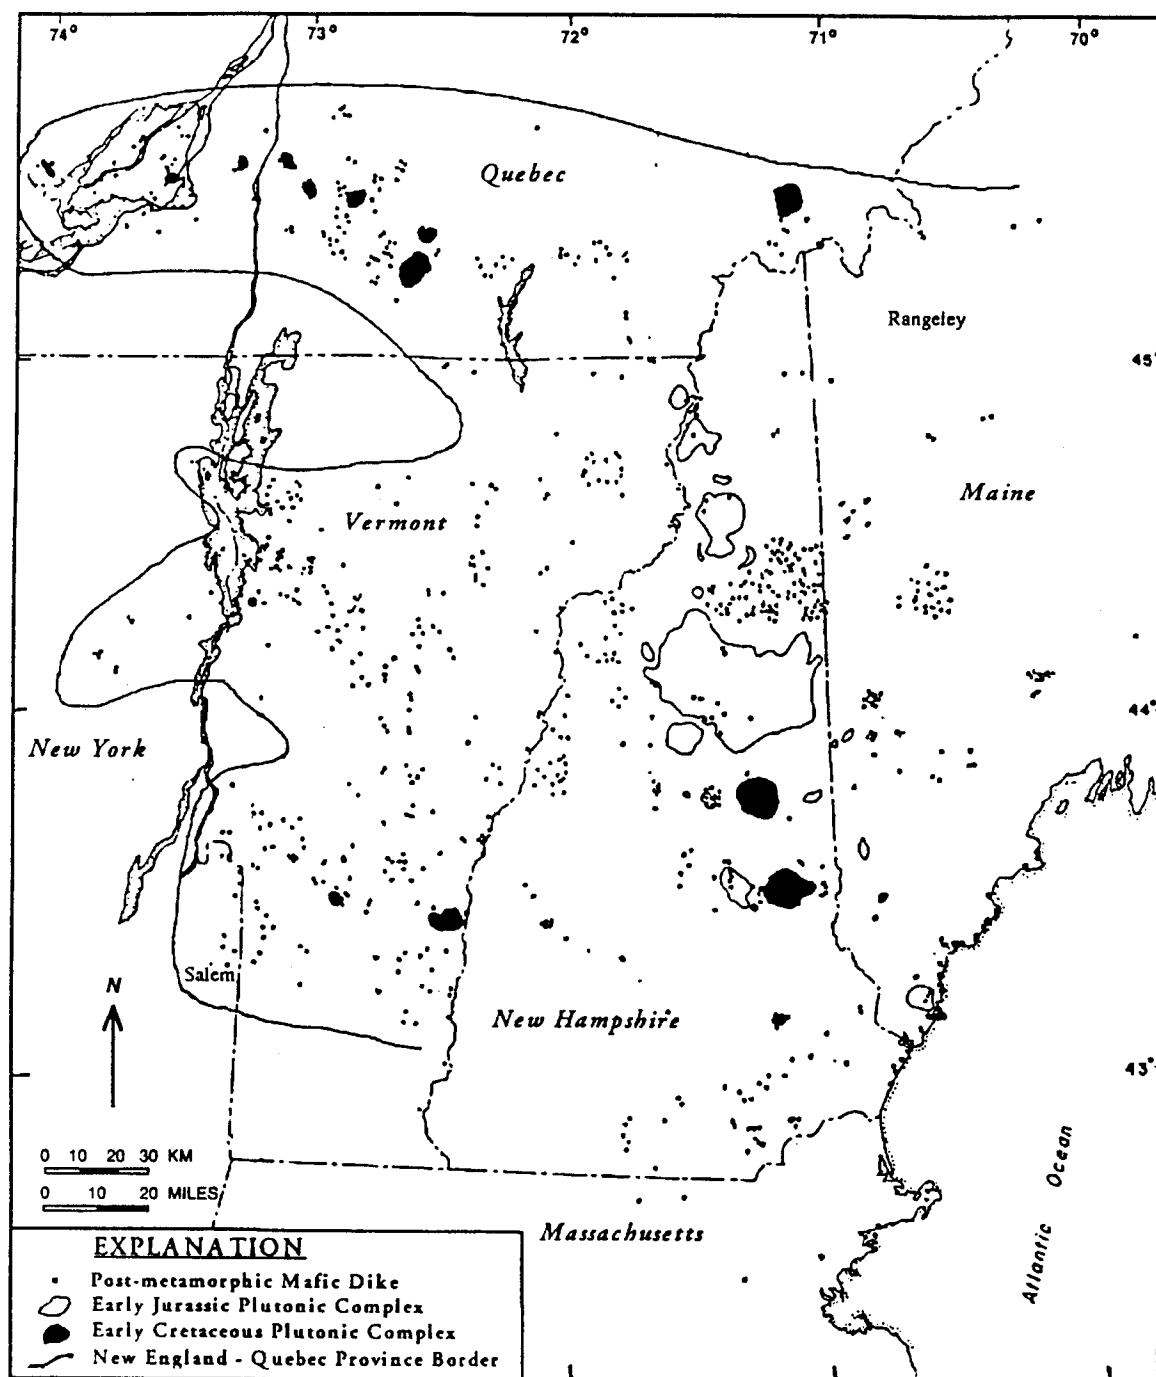 74° 73° 72° 71° 70°
Quebec
Rangeley
45°
Maine
Vermont
44°
New York
Salem
N
New Hampshire
43°
0 10 20 30 KM
0 10 20 MILES
Massachusetts
Atlantic Ocean
EXPLANATION
Post-metamorphic Mafic Dike
Early Jurassic Plutonic Complex
Early Cretaceous Plutonic Complex
New England - Quebec Province Border